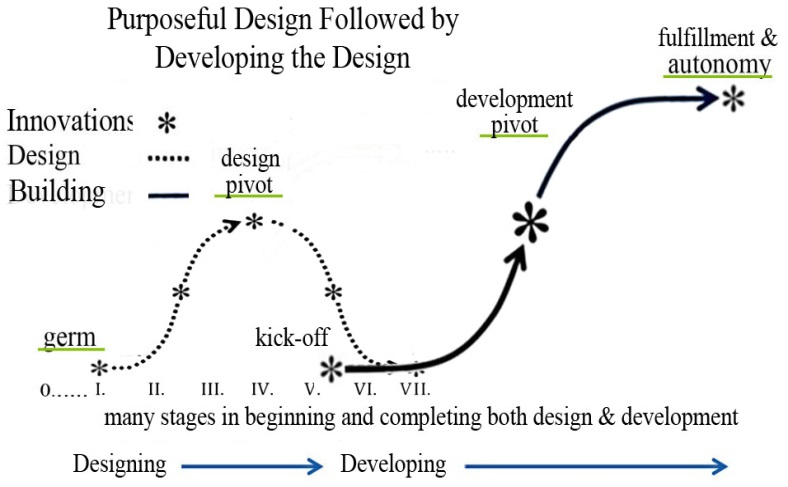 Purposeful Design Followed by
Developing the Design
fulfillment &
autonomy
development
pivot
Innovations
Design
Building
design
pivot
germ
kick-off
o...... I. II. III. IV. V. VI. VII.
many stages in beginning and completing both design & development
Designing
Developing